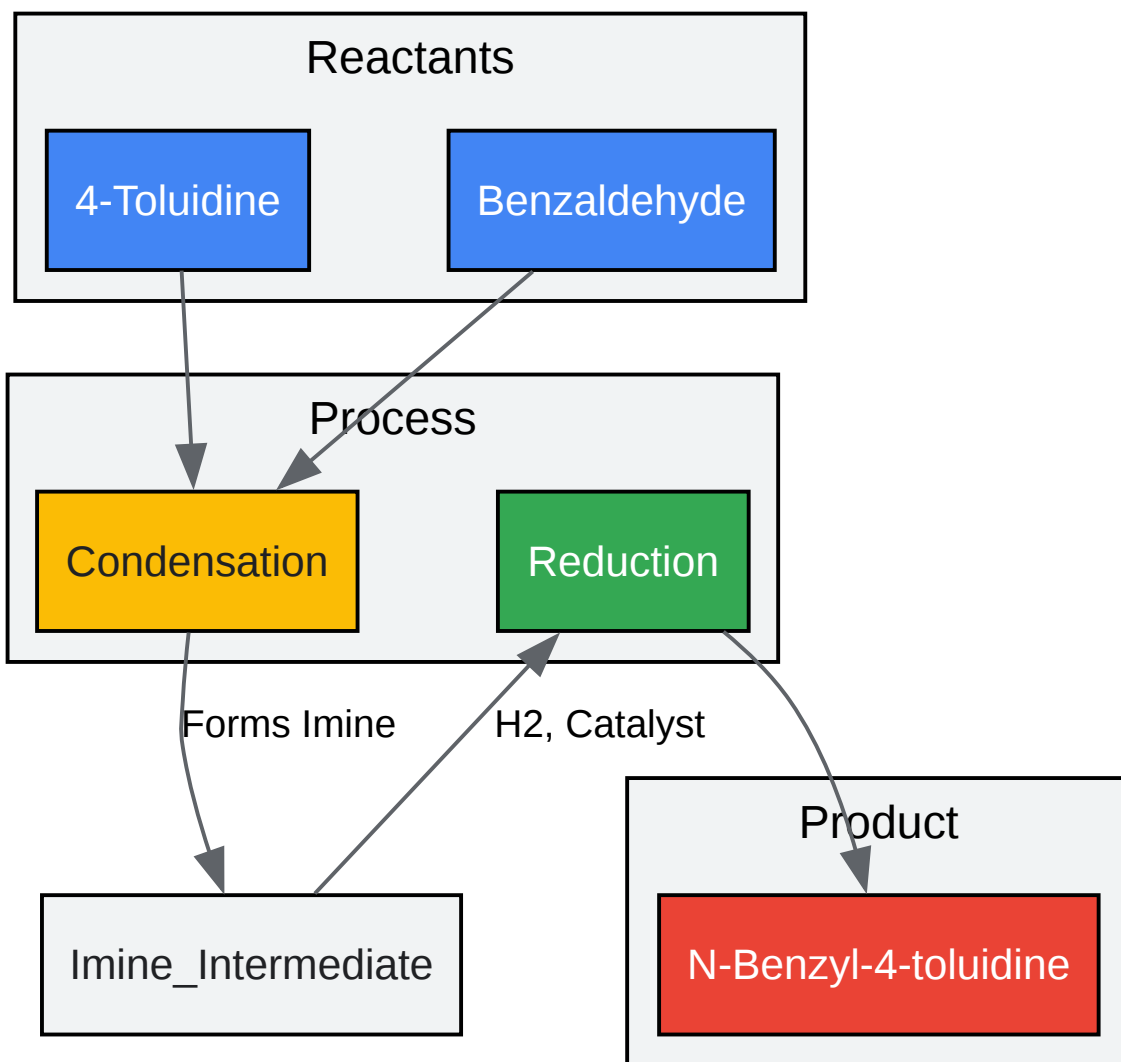 Reactants
4-Toluidine
Benzaldehyde
Process
Condensation
Reduction
Forms Imine
H2, Catalyst
Product
Imine_Intermediate
N-Benzyl-4-toluidine